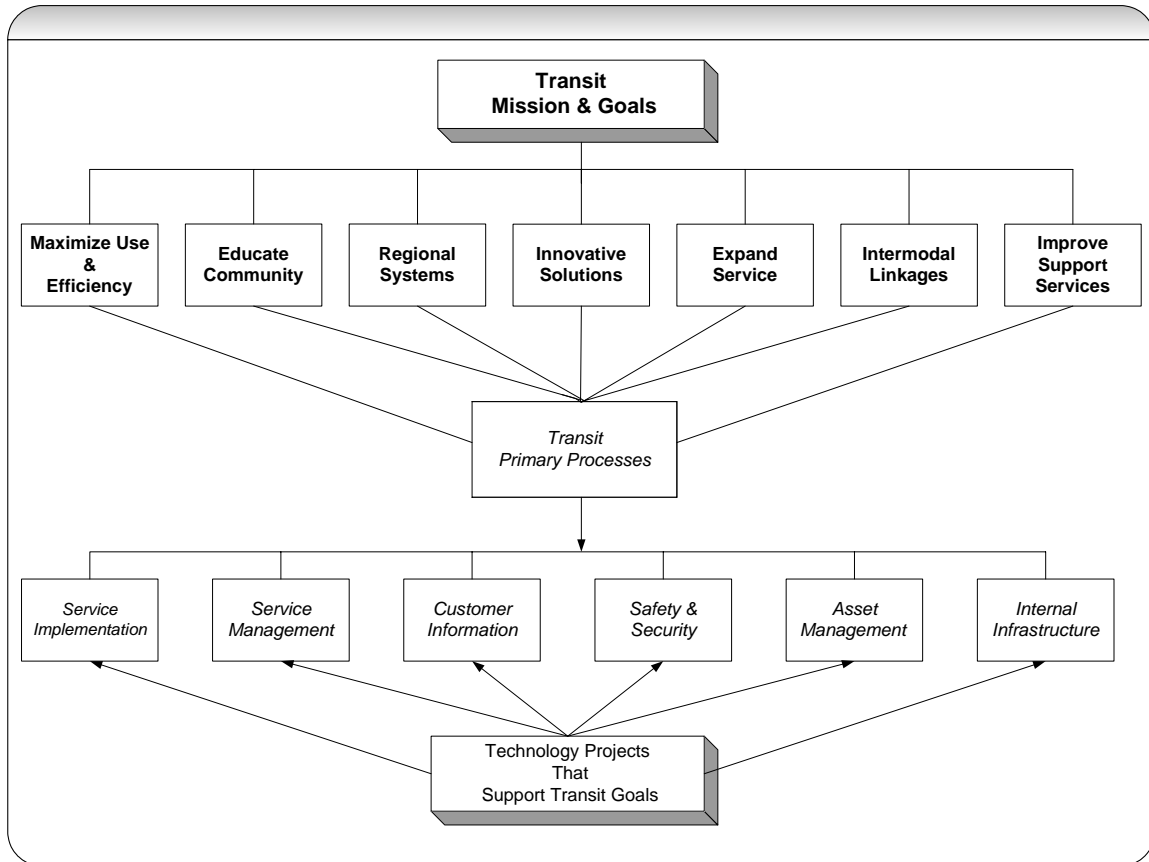 Transit
Mission & Goals
Maximize Use
&
Efficiency
Educate
Community
Regional
Systems
Innovative
Solutions
Expand
Service
Intermodal
Linkages
Improve
Support
Services
Transit
Primary Processes
Service
Implementation
Service
Management
Customer
Information
Safety &
Security
Asset
Management
Internal
Infrastructure
Technology Projects
That
Support Transit Goals